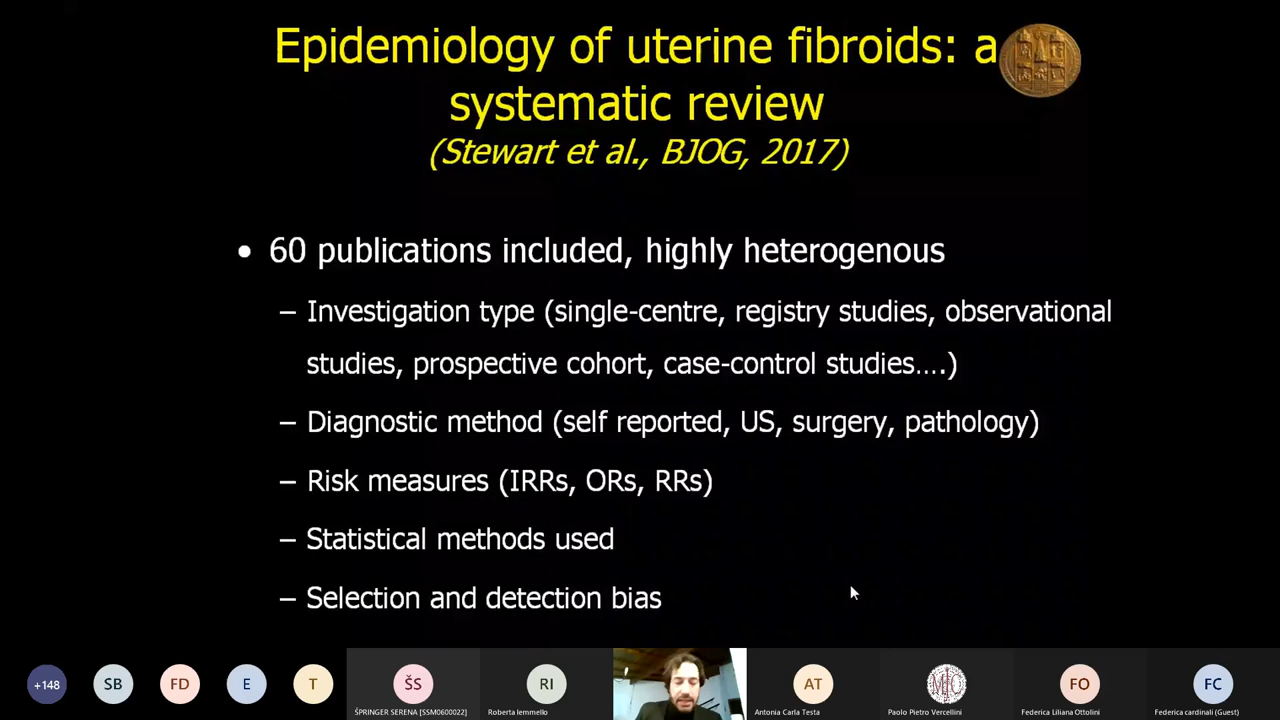 Epidemiology of uterine fibroids: a
systematic review
(Stewart et al., BJOG, 2017)
• 60 publications included, highly heterogenous
– Investigation type (single-centre, registry studies, observational
studies, prospective cohort, case-control studies….)
– Diagnostic method (self reported, US, surgery, pathology)
– Risk measures (IRRs, ORs, RRs)
– Statistical methods used
– Selection and detection bias
+148
SB
FD
E
T
ŠS
ŠPRINGER SERENA [SSM0600022]
RI
Roberta Iemmello
AT
Antonia Carla Testa
Paolo Pietro Vercellini
FO
Federica Liliana Ottolini
FC
Federica cardinali (Guest)